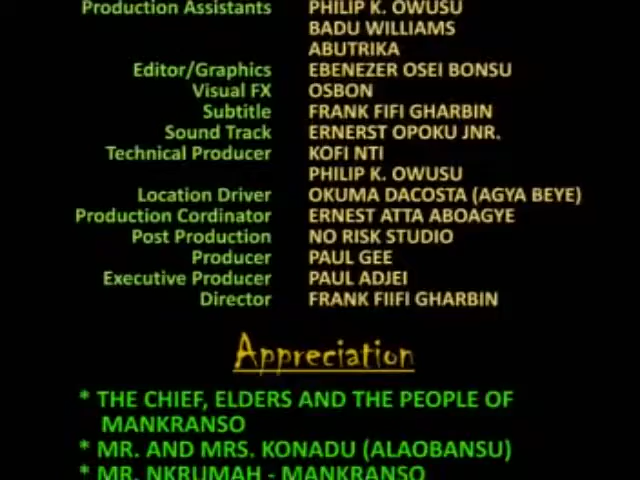 Production Assistants PHILIP K. OWUSU
BADU WILLIAMS
ABUTRIKA
Editor/Graphics EBENEZER OSEI BONSU
Visual FX OSBON
Subtitle FRANK FIFI GHARBIN
Sound Track ERNERST OPOKU JNR.
Technical Producer KOFI NTI
PHILIP K. OWUSU
Location Driver OKUMA DACOSTA (AGYA BEYE)
Production Cordinator ERNEST ATTA ABOAGYE
Post Production NO RISK STUDIO
Producer PAUL GEE
Executive Producer PAUL ADJEI
Director FRANK FIIFI GHARBIN
Appreciation
* THE CHIEF, ELDERS AND THE PEOPLE OF
MANKRANSO
* MR. AND MRS. KONADU (ALAOBANSU)
* MR. NKRUMAH - MANKRANSO